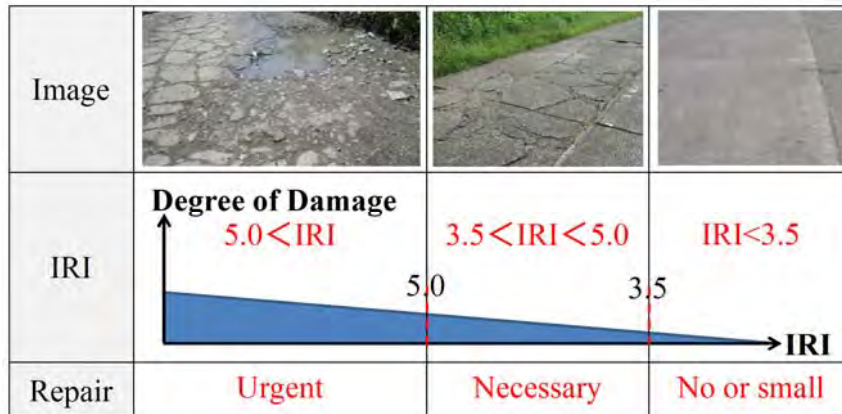 Image
IRI
Degree of Damage
5.0<IRI
3.5<IRI<5.0
IRI<3.5
5.0
3.5
IRI
Repair
Urgent
Necessary
No or small